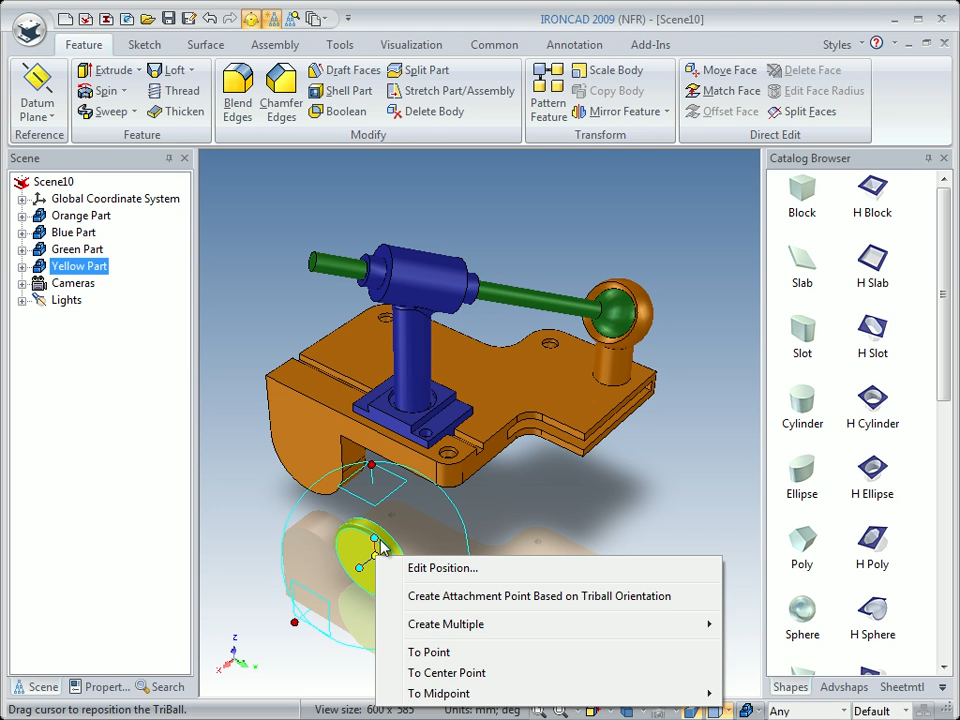 IRONCAD 2009 (NFR) - [Scene10]
Feature Sketch Surface Assembly Tools Visualization Common Annotation Add-Ins Styles
Extrude Loft Draft Faces Split Part Scale Body Move Face Delete Face
Spin Thread Shell Part Stretch Part/Assembly Copy Body Match Face Edit Face Radius
Datum Plane Sweep Thicken Blend Edges Chamfer Edges Boolean Delete Body Pattern Feature Mirror Feature Offset Face Split Faces
Reference Feature Modify Transform Direct Edit
Scene
Scene10
Global Coordinate System
Orange Part
Blue Part
Green Part
Yellow Part
Cameras
Lights
z
x
Y
Edit Position...
Create Attachment Point Based on Triball Orientation
Create Multiple
To Point
To Center Point
To Midpoint
Catalog Browser
Block H Block
Slab H Slab
Slot H Slot
Cylinder H Cylinder
Ellipse H Ellipse
Poly H Poly
Sphere H Sphere
Scene Propert... Search
Shapes Advshaps Sheetmtl
Drag cursor to reposition the TriBall. View size: 600 x 585 Units: mm; deg Any Default